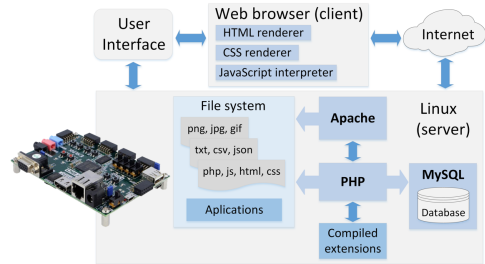 User
Interface
Web browser (client)
HTML renderer
CSS renderer
JavaScript interpreter
Internet
File system
png, jpg, gif
txt, csv, json
php, js, html, css
Aplications
Apache
PHP
Compiled
extensions
Linux
(server)
MySQL
Database